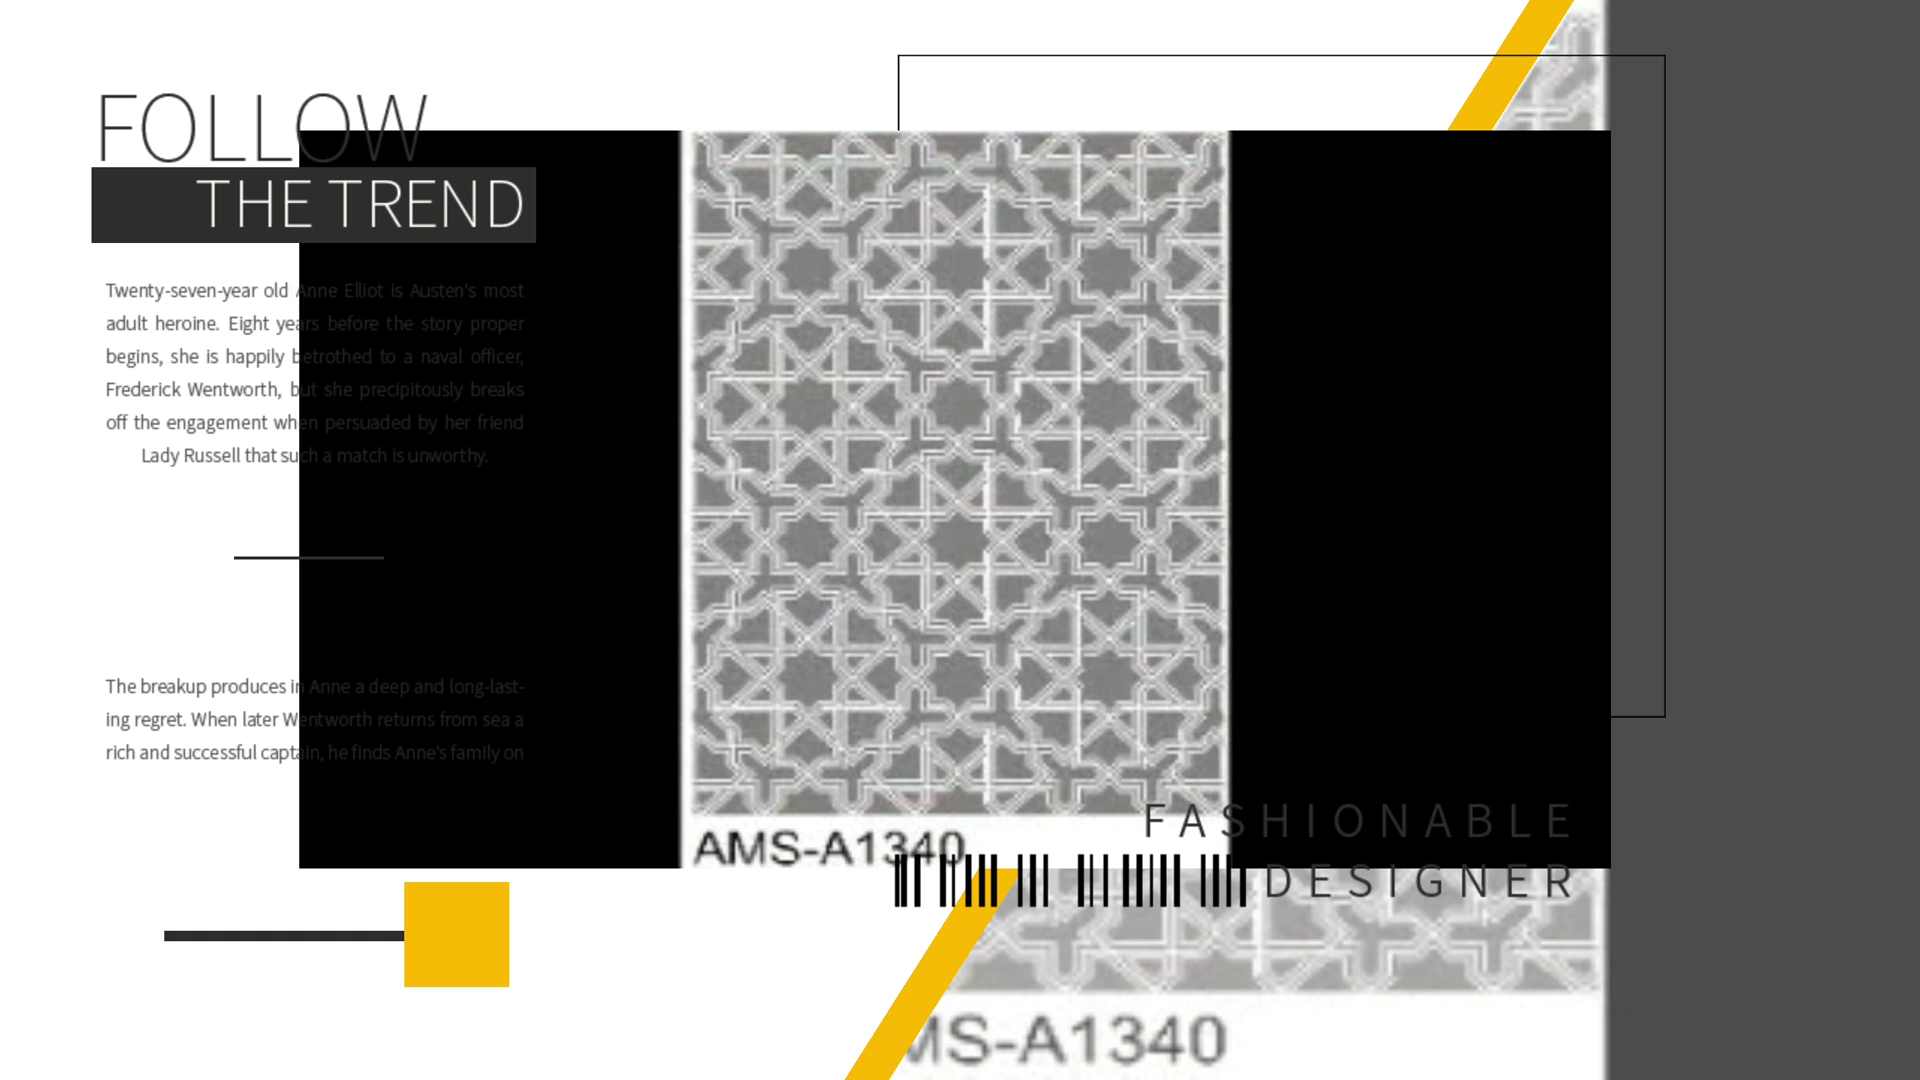 FOLLOW
THE TREND
Twenty-seven-year old Anne Elliot is Austen's most
adult heroine. Eight years before the story proper
begins, she is happily betrothed to a naval officer,
Frederick Wentworth, but she precipitously breaks
off the engagement when persuaded by her friend
Lady Russell that such a match is unworthy.
The breakup produces in Anne a deep and long-last-
ing regret. When later Wentworth returns from sea a
rich and successful captain, he finds Anne's family on
AMS-A1340
FASHIONABLE
DESIGNER
MS-A1340